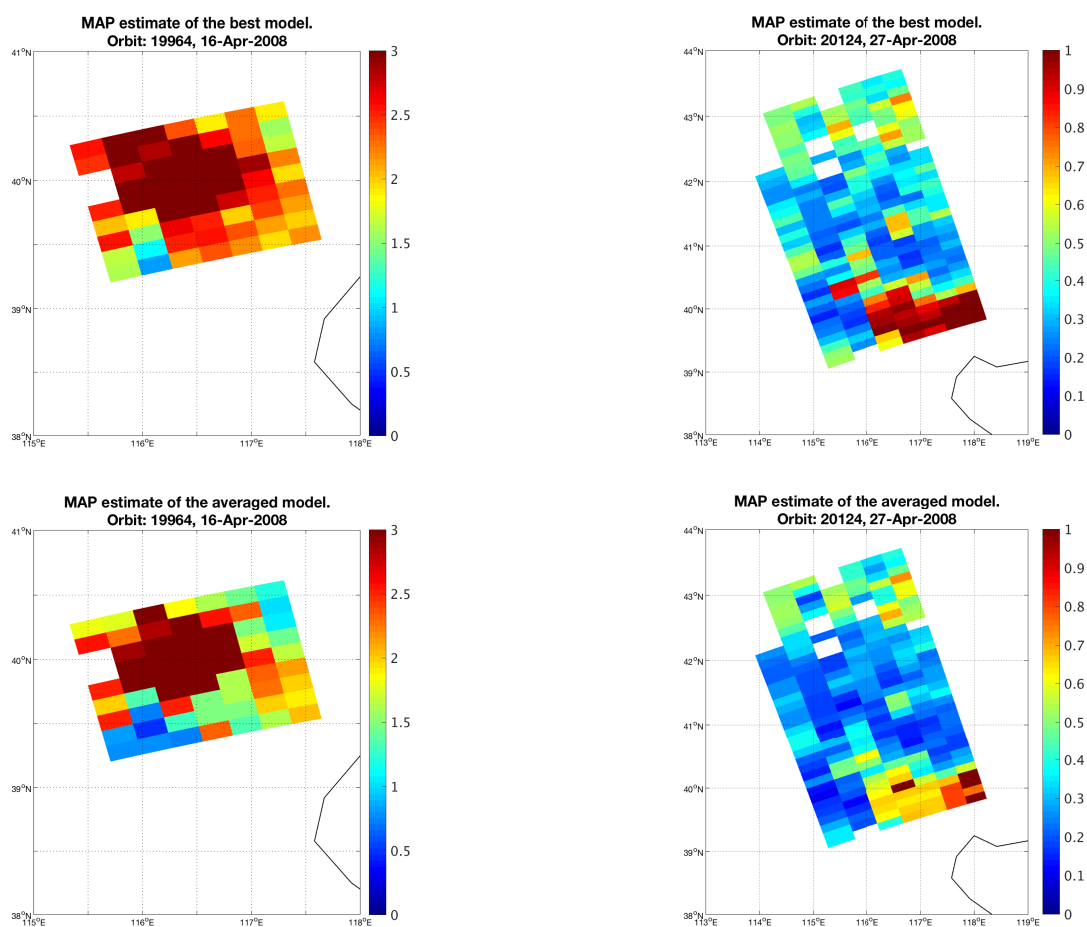 MAP estimate of the best model.
Orbit: 19964, 16-Apr-2008
41°N
40°N
39°N
38°N
115°E
116°E
117°E
118°E
3
2.5
2
1.5
1
0.5
0
MAP estimate of the best model.
Orbit: 20124, 27-Apr-2008
44°N
43°N
42°N
41°N
40°N
39°N
38°N
113°E
114°E
115°E
116°E
117°E
118°E
119°E
1
0.9
0.8
0.7
0.6
0.5
0.4
0.3
0.2
0.1
0
MAP estimate of the averaged model.
Orbit: 19964, 16-Apr-2008
41°N
40°N
39°N
38°N
115°E
116°E
117°E
118°E
3
2.5
2
1.5
1
0.5
0
MAP estimate of the averaged model.
Orbit: 20124, 27-Apr-2008
44°N
43°N
42°N
41°N
40°N
39°N
38°N
113°E
114°E
115°E
116°E
117°E
118°E
119°E
1
0.9
0.8
0.7
0.6
0.5
0.4
0.3
0.2
0.1
0